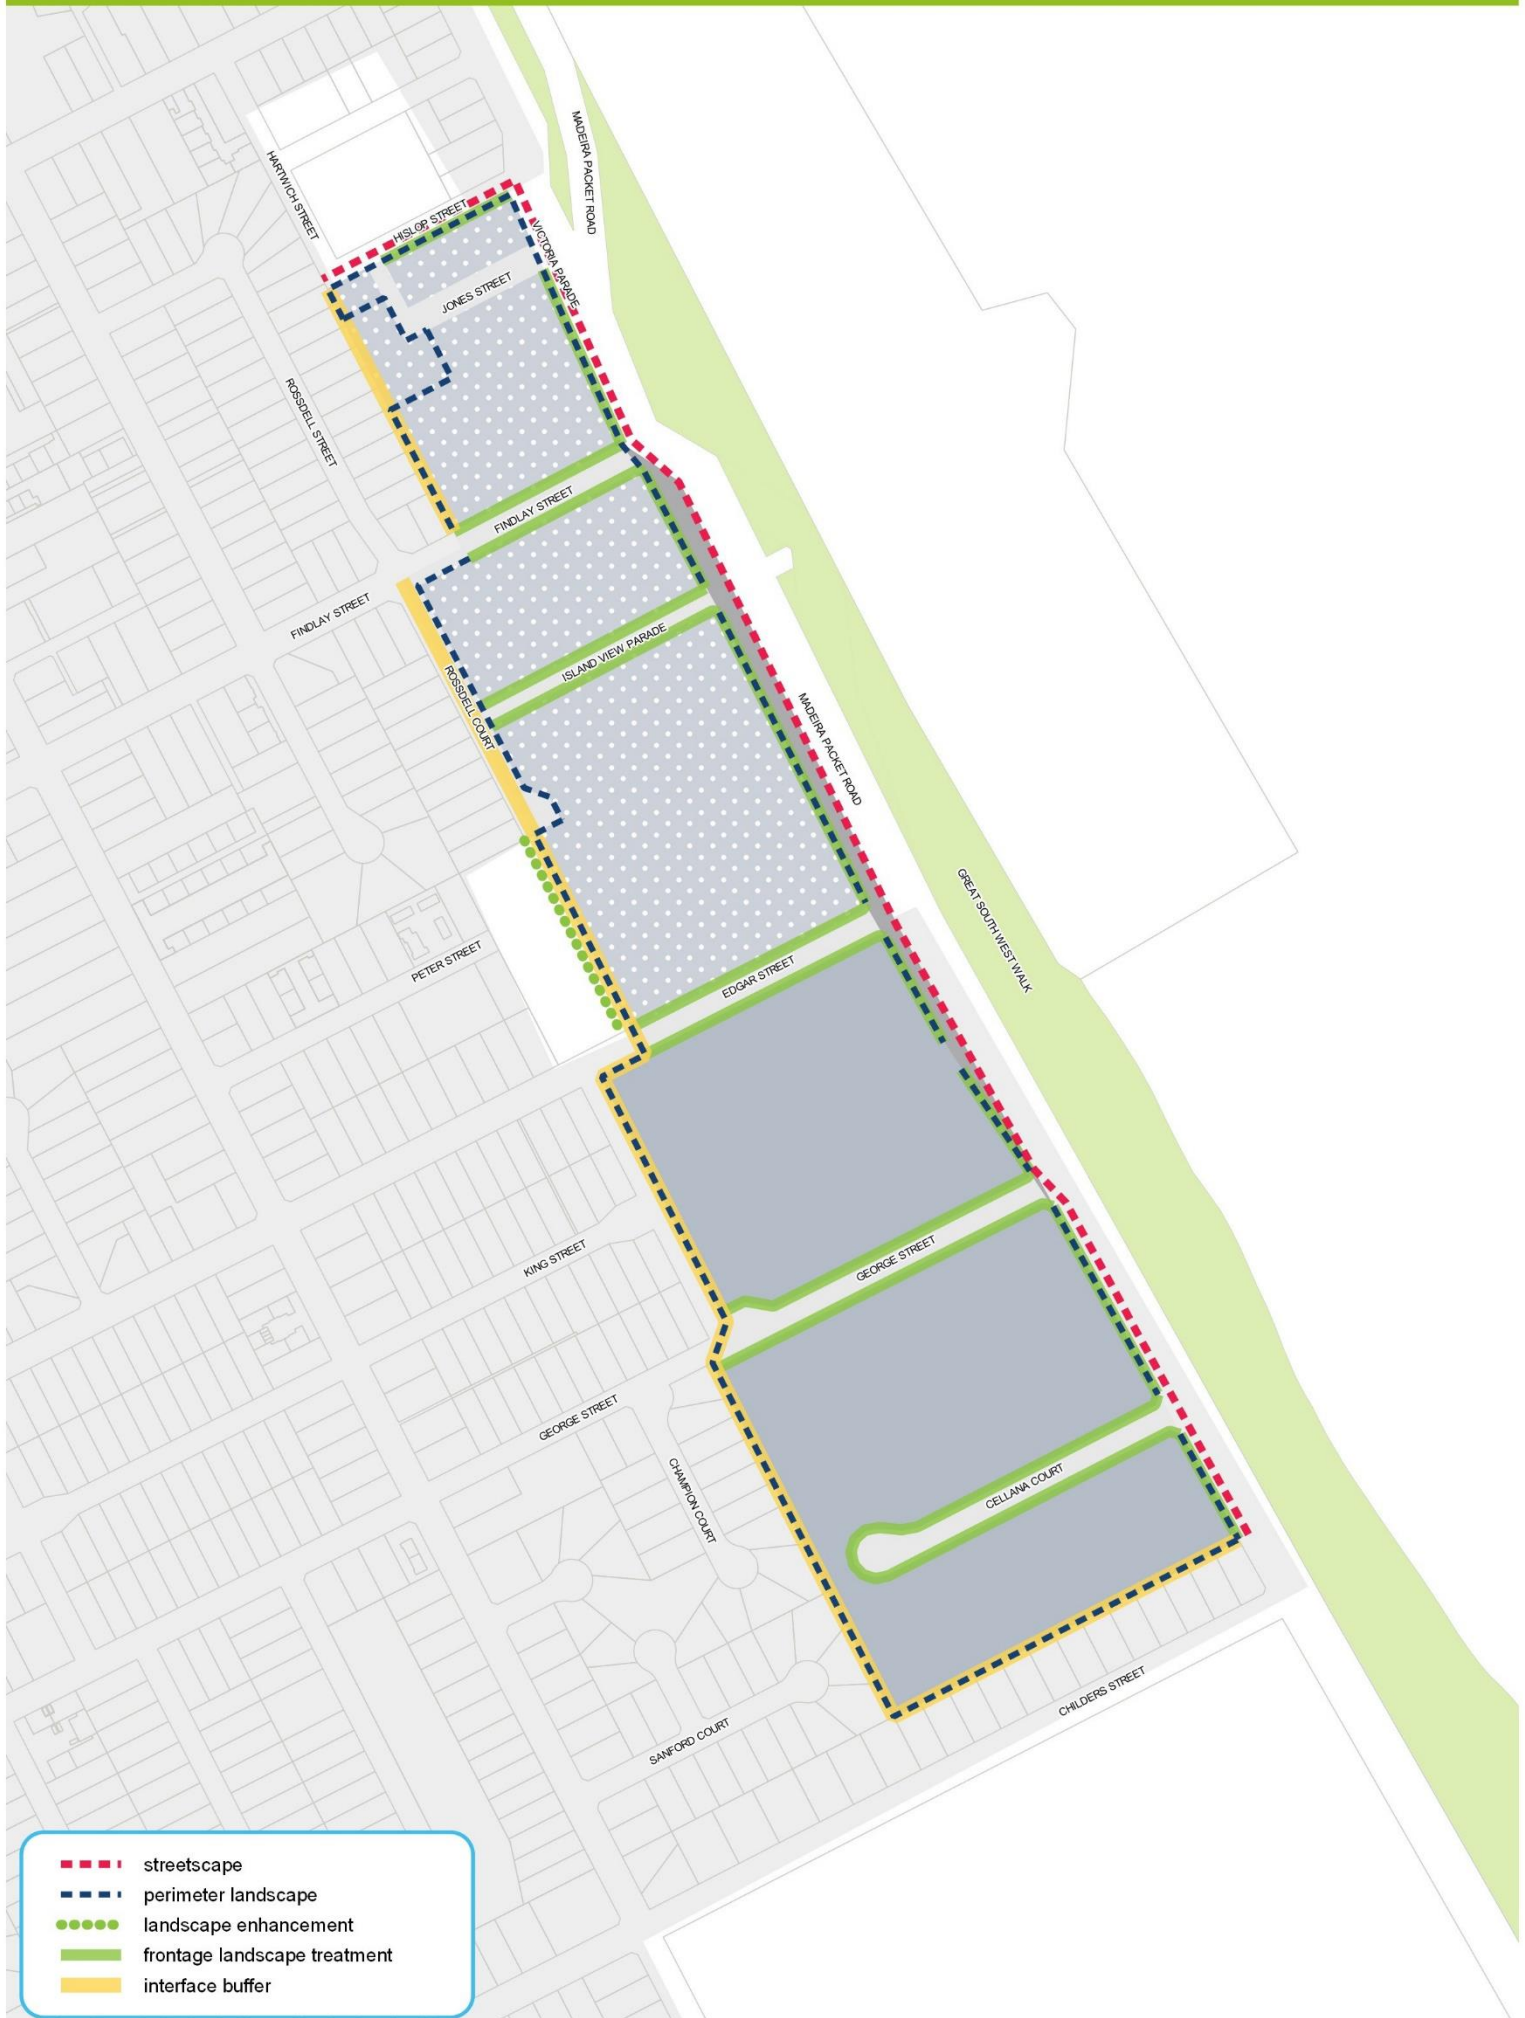 MADEIRA PACKET ROAD
HARTWICH STREET
HISLOP STREET
VICTORIA PARADE
JONES STREET
ROSSDELL STREET
FINDLAY STREET
FINDLAY STREET
ISLAND VIEW PARADE
ROSSDELL COURT
MADEIRA PACKET ROAD
GREAT SOUTH WEST WALK
PETER STREET
EDGAR STREET
KING STREET
GEORGE STREET
GEORGE STREET
CHAMPION COURT
CELLANA COURT
CHILDERS STREET
SANFORD COURT
streetscape
perimeter landscape
landscape enhancement
frontage landscape treatment
interface buffer